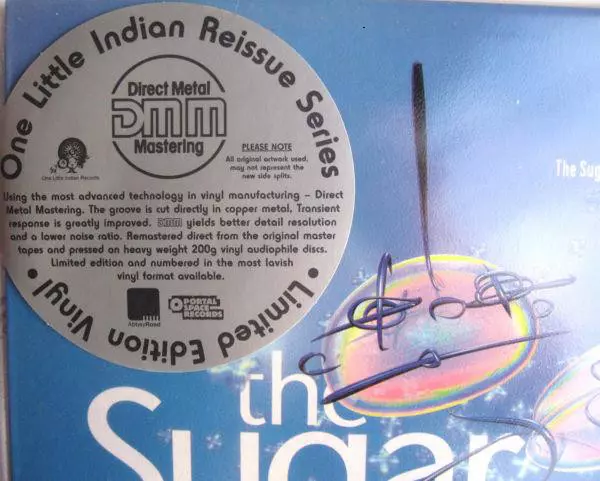 One Little Indian Reissue Series
Direct Metal
DMM
Mastering
PLEASE NOTE
All original artwork used,
may not represent the
new side splits.
One Little Indian Records
Using the most advanced technology in vinyl manufacturing – Direct
Metal Mastering. The groove is cut directly in copper metal, Transient
response is greatly improved. DMM yields better detail resolution
and a lower noise ratio. Remastered direct from the original master
tapes and pressed on heavy weight 200g vinyl audiophile discs.
Limited edition and numbered in the most lavish
vinyl format available.
AbbeyRoad
PORTAL
SPACE
RECORDS
• Limited Edition Vinyl •
The Sug
the
Sugar